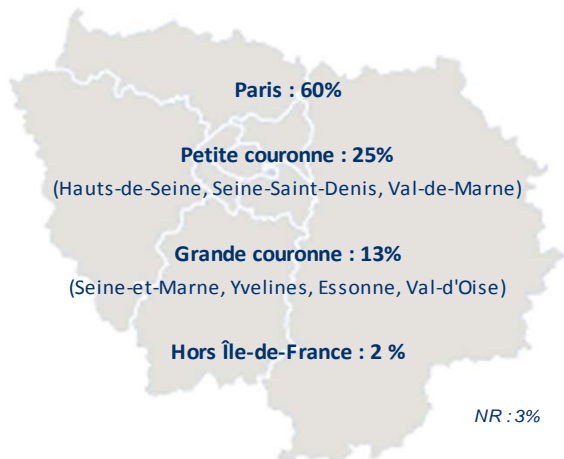 Paris : 60%
Petite couronne : 25%
(Hauts-de-Seine, Seine-Saint-Denis, Val-de-Marne)
Grande couronne : 13%
(Seine-et-Marne, Yvelines, Essonne, Val-d'Oise)
Hors Île-de-France : 2 %
NR : 3%